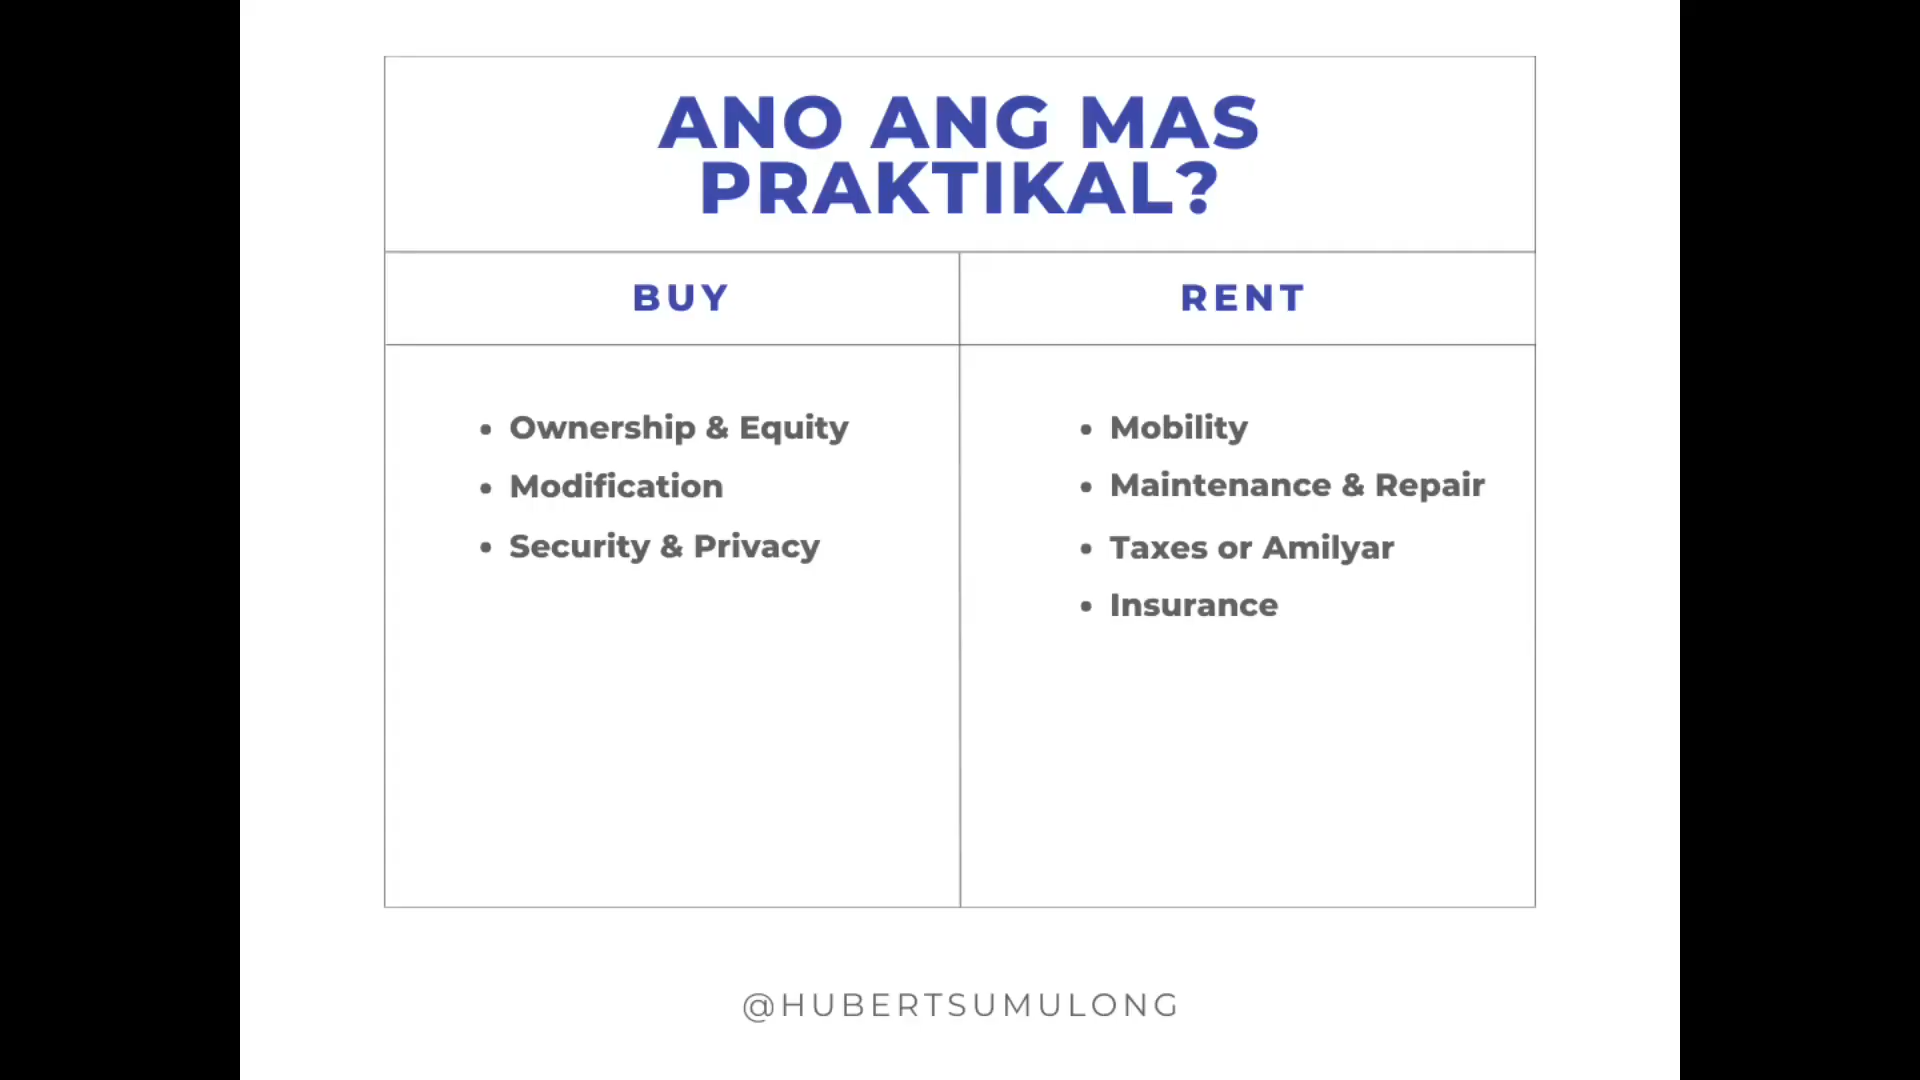 ANO ANG MAS
PRAKTIKAL?
BUY
RENT
• Ownership & Equity
• Modification
• Security & Privacy
• Mobility
• Maintenance & Repair
• Taxes or Amilyar
• Insurance
@HUBERTSUMULONG